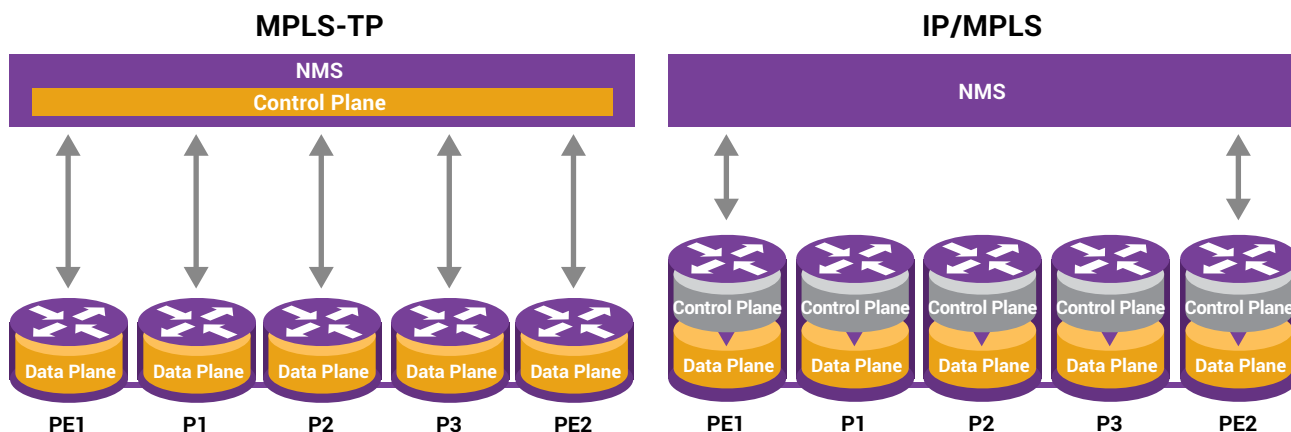 MPLS-TP
NMS
Control Plane
Data Plane Data Plane Data Plane Data Plane Data Plane
PE1 P1 P2 P3 PE2
IP/MPLS
NMS
Control Plane Control Plane Control Plane Control Plane Control Plane
Data Plane Data Plane Data Plane Data Plane Data Plane
PE1 P1 P2 P3 PE2